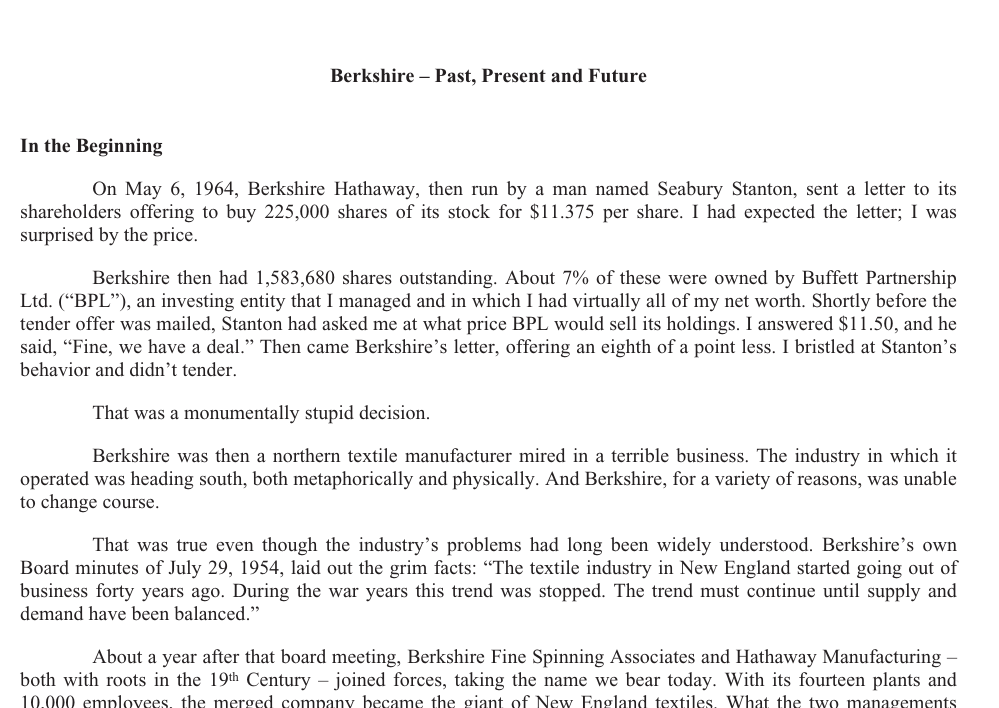 Berkshire – Past, Present and Future
In the Beginning
On May 6, 1964, Berkshire Hathaway, then run by a man named Seabury Stanton, sent a letter to its
shareholders offering to buy 225,000 shares of its stock for $11.375 per share. I had expected the letter; I was
surprised by the price.
Berkshire then had 1,583,680 shares outstanding. About 7% of these were owned by Buffett Partnership
Ltd. (“BPL”), an investing entity that I managed and in which I had virtually all of my net worth. Shortly before the
tender offer was mailed, Stanton had asked me at what price BPL would sell its holdings. I answered $11.50, and he
said, “Fine, we have a deal.” Then came Berkshire’s letter, offering an eighth of a point less. I bristled at Stanton’s
behavior and didn’t tender.
That was a monumentally stupid decision.
Berkshire was then a northern textile manufacturer mired in a terrible business. The industry in which it
operated was heading south, both metaphorically and physically. And Berkshire, for a variety of reasons, was unable
to change course.
That was true even though the industry’s problems had long been widely understood. Berkshire’s own
Board minutes of July 29, 1954, laid out the grim facts: “The textile industry in New England started going out of
business forty years ago. During the war years this trend was stopped. The trend must continue until supply and
demand have been balanced.”
About a year after that board meeting, Berkshire Fine Spinning Associates and Hathaway Manufacturing –
both with roots in the 19th Century – joined forces, taking the name we bear today. With its fourteen plants and
10,000 employees, the merged company became the giant of New England textiles. What the two managements